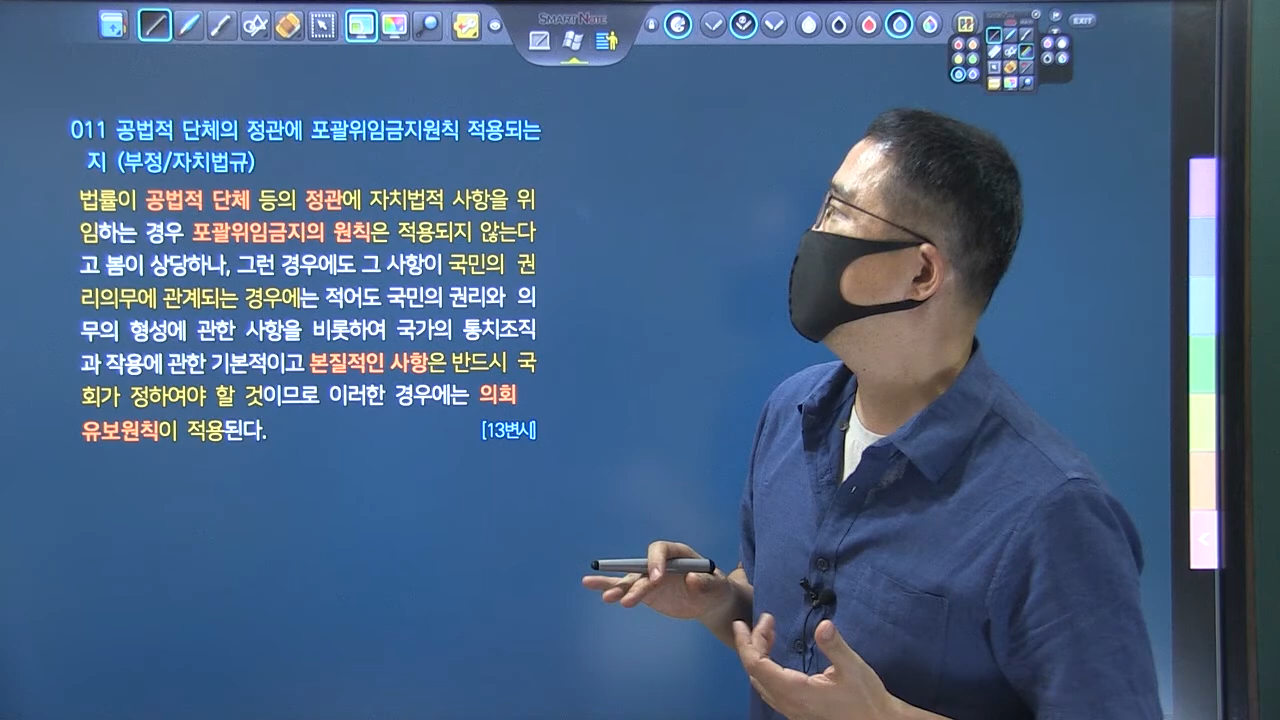 SMART NOTE
EXIT
011 공법적 단체의 정관에 포괄위임금지원칙 적용되는
지 (부정/자치법규)
법률이 공법적 단체 등의 정관에 자치법적 사항을 위
임하는 경우 포괄위임금지의 원칙은 적용되지 않는다
고 봄이 상당하나, 그런 경우에도 그 사항이 국민의 권
리의무에 관계되는 경우에는 적어도 국민의 권리와 의
무의 형성에 관한 사항을 비롯하여 국가의 통치조직
과 작용에 관한 기본적이고 본질적인 사항은 반드시 국
회가 정하여야 할 것이므로 이러한 경우에는 의회
유보원칙이 적용된다. [13변시]